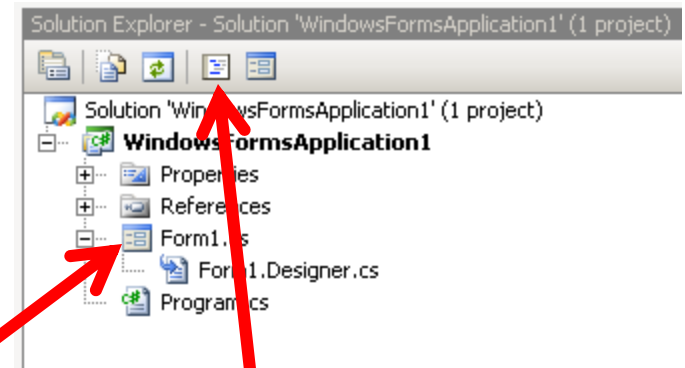 Solution Explorer - Solution 'WindowsFormsApplication1' (1 project)
Solution 'WindowsFormsApplication1' (1 project)
WindowsFormsApplication1
Properties
References
Form1.cs
Form1.Designer.cs
Program.cs